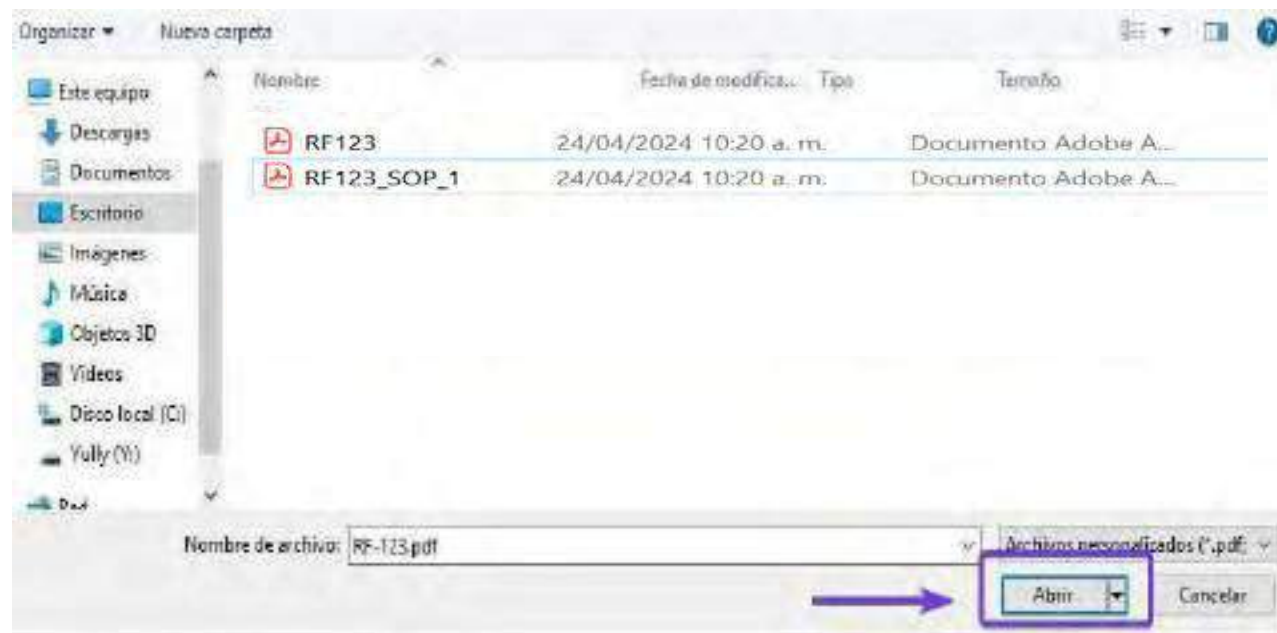 Organizar Nueva carpeta
Nombre Fecha de modifica... Tipo Tamaño
Este equipo
Descargas
Documentos
Escritorio
Imágenes
Música
Objetos 3D
Videos
Disco local (C:)
Yully (Y:)
Red
RF123 24/04/2024 10:20 a. m. Documento Adobe A...
RF123_SOP_1 24/04/2024 10:20 a. m. Documento Adobe A...
Nombre de archivo: RF-123.pdf Archivos personalizados (*.pdf;
Abrir Cancelar